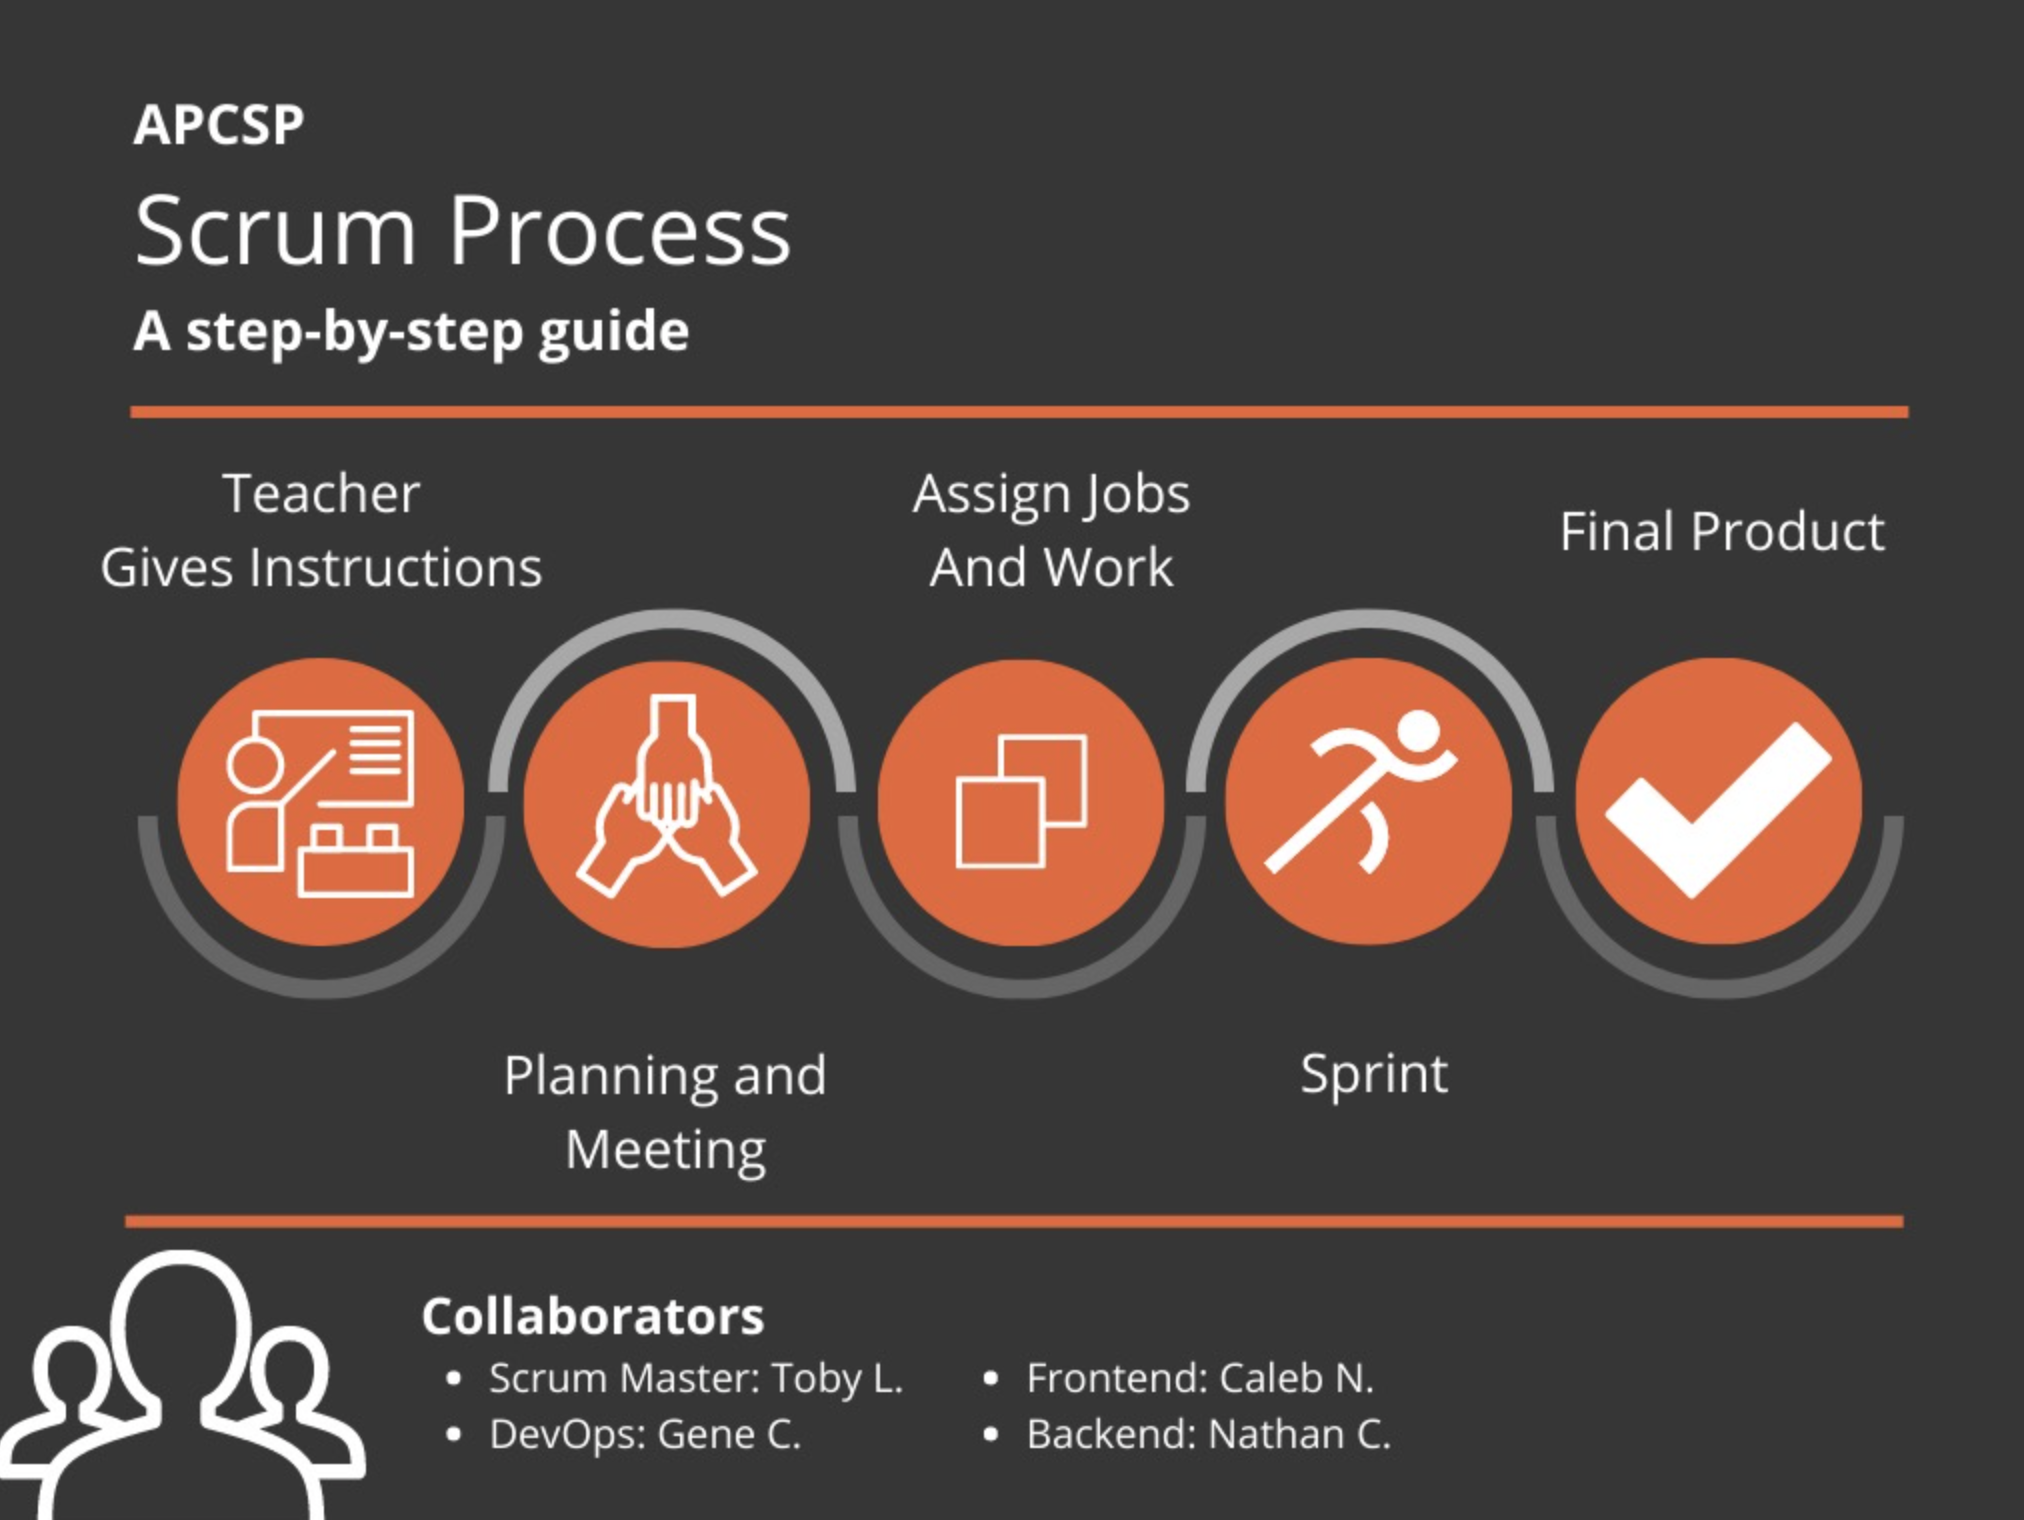 APCSP
Scrum Process
A step-by-step guide
Teacher
Gives Instructions
Planning and
Meeting
Assign Jobs
And Work
Sprint
Final Product
Collaborators
• Scrum Master: Toby L.
• DevOps: Gene C.
• Frontend: Caleb N.
• Backend: Nathan C.